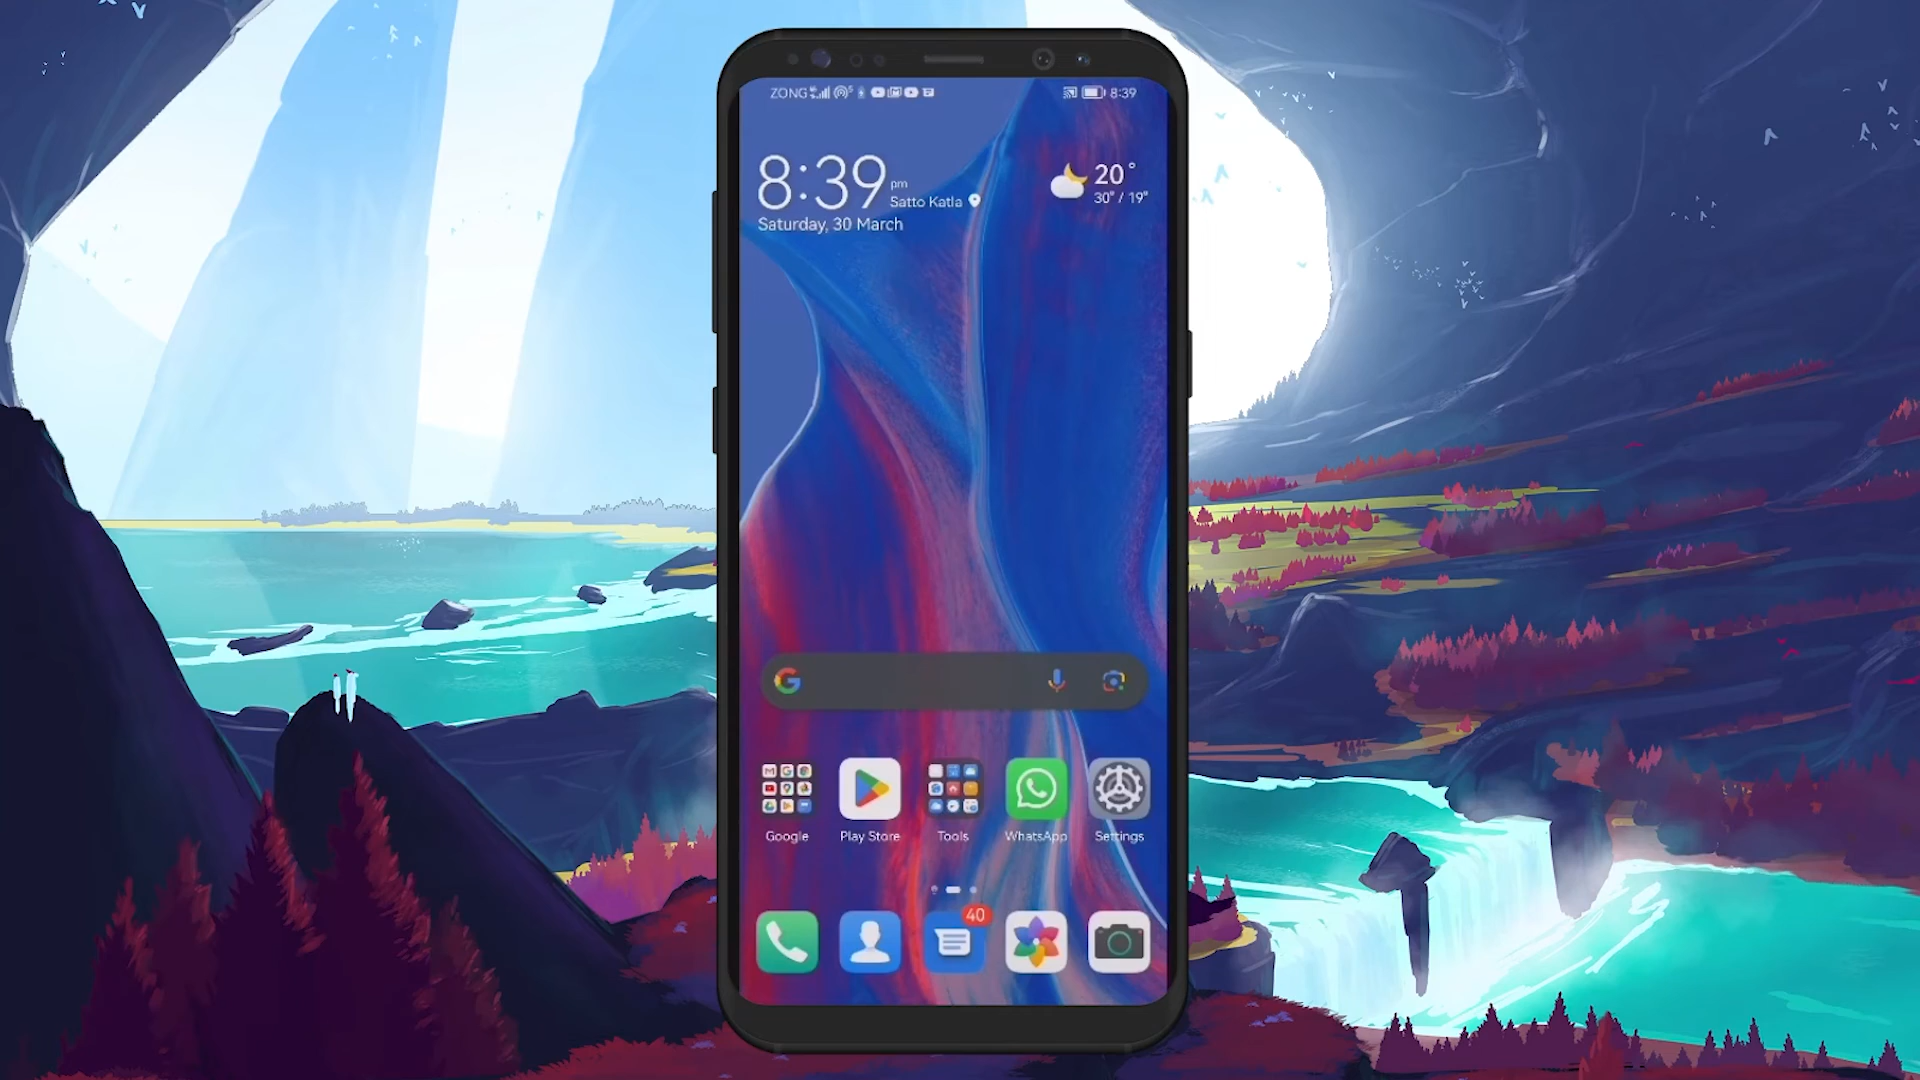 ZONG 8:39
8:39 pm
Satto Katla
Saturday, 30 March
20°
30° / 19°
Google Play Store Tools WhatsApp Settings
40